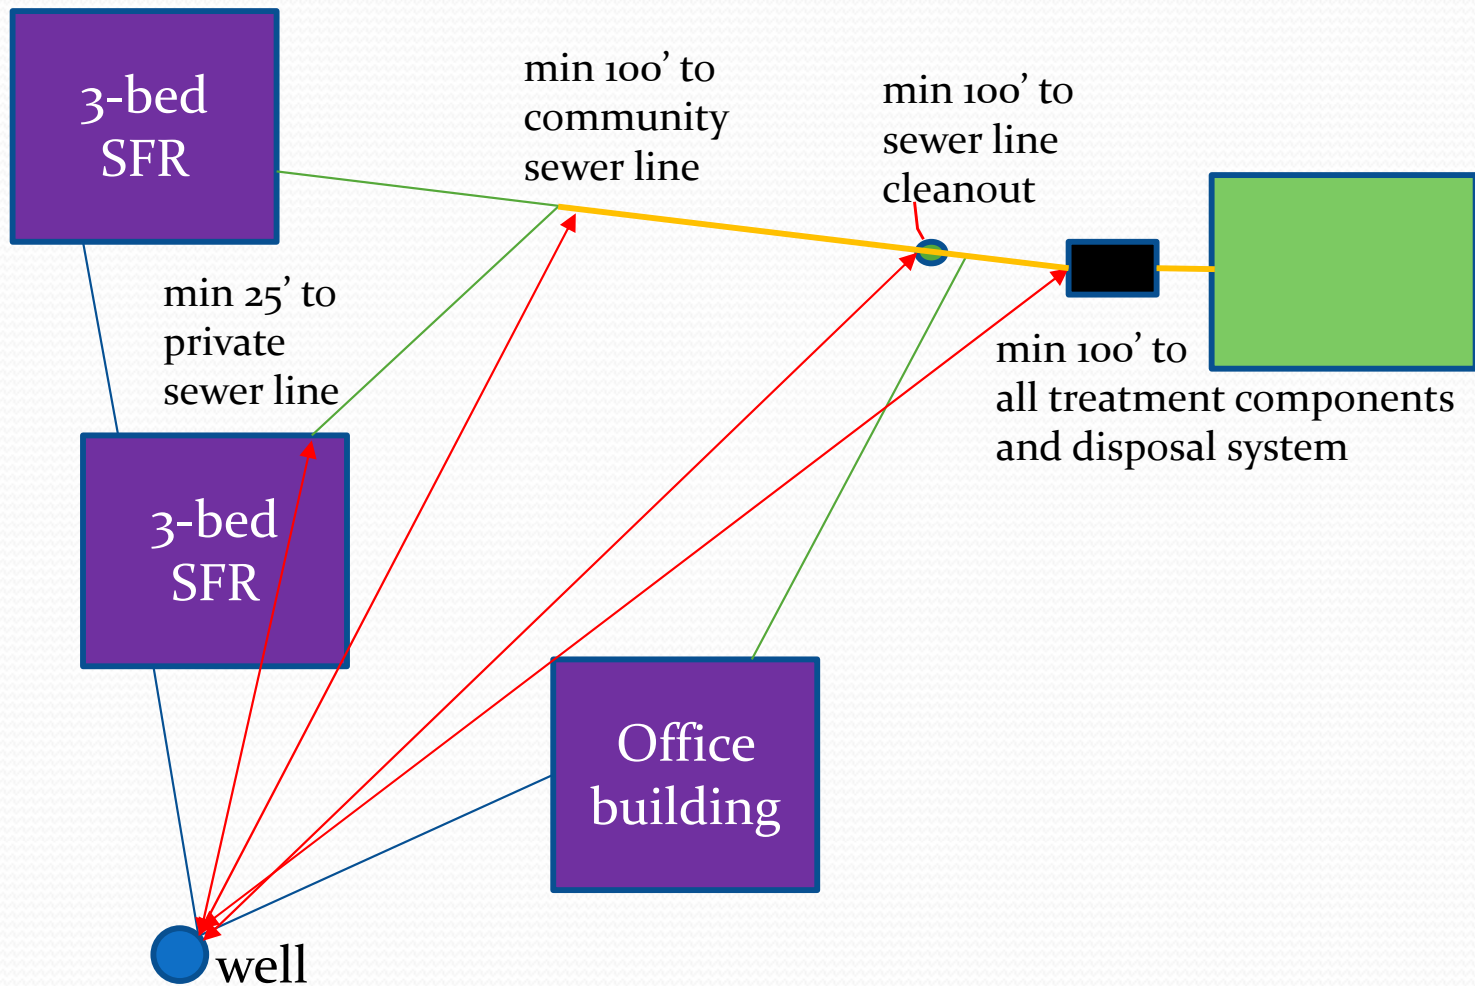 3-bed
SFR
min 100’ to
community
sewer line
min 100’ to
sewer line
cleanout
min 25’ to
private
sewer line
min 100’ to
all treatment components
and disposal system
3-bed
SFR
Office
building
well